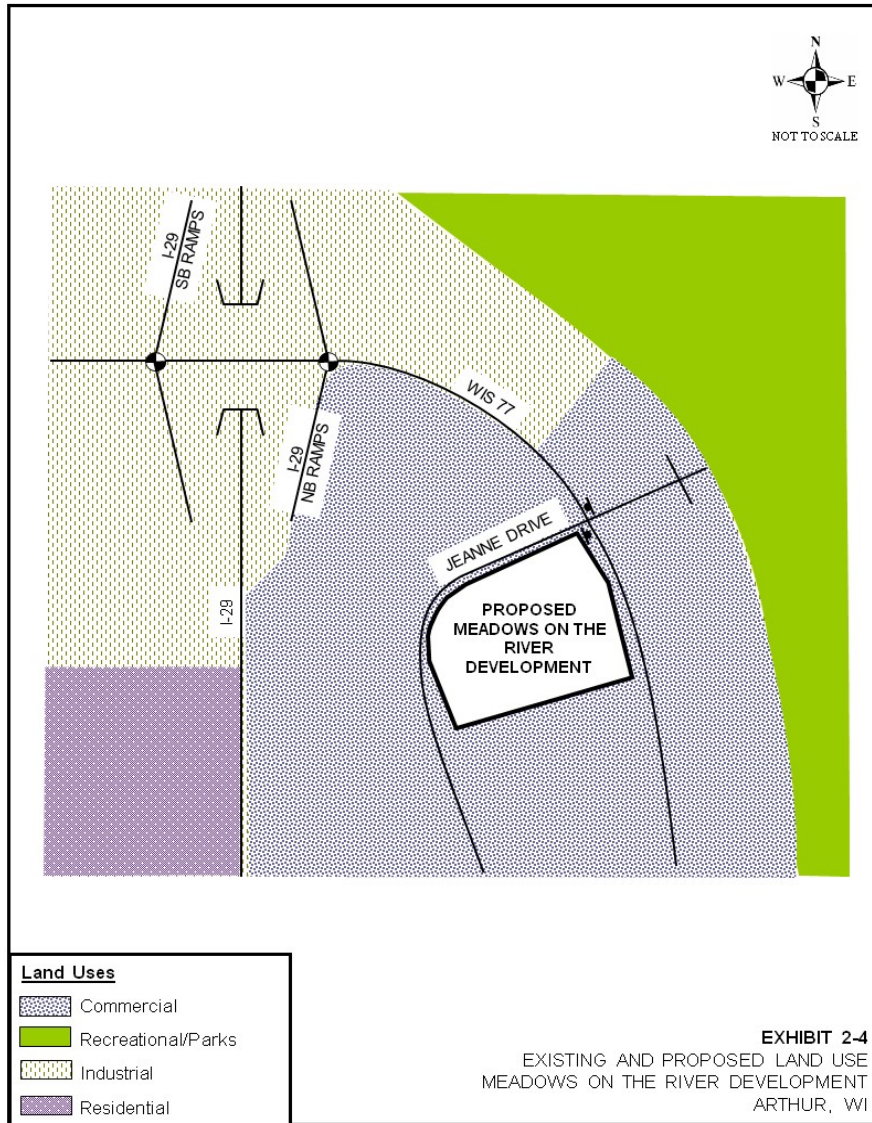 N
W E
S
NOT TO SCALE
I-29
SB RAMPS
WIS 77
I-29
NB RAMPS
JEANNE DRIVE
I-29
PROPOSED
MEADOWS ON THE
RIVER
DEVELOPMENT
Land Uses
Commercial
Recreational/Parks
Industrial
Residential
EXHIBIT 2-4
EXISTING AND PROPOSED LAND USE
MEADOWS ON THE RIVER DEVELOPMENT
ARTHUR, WI